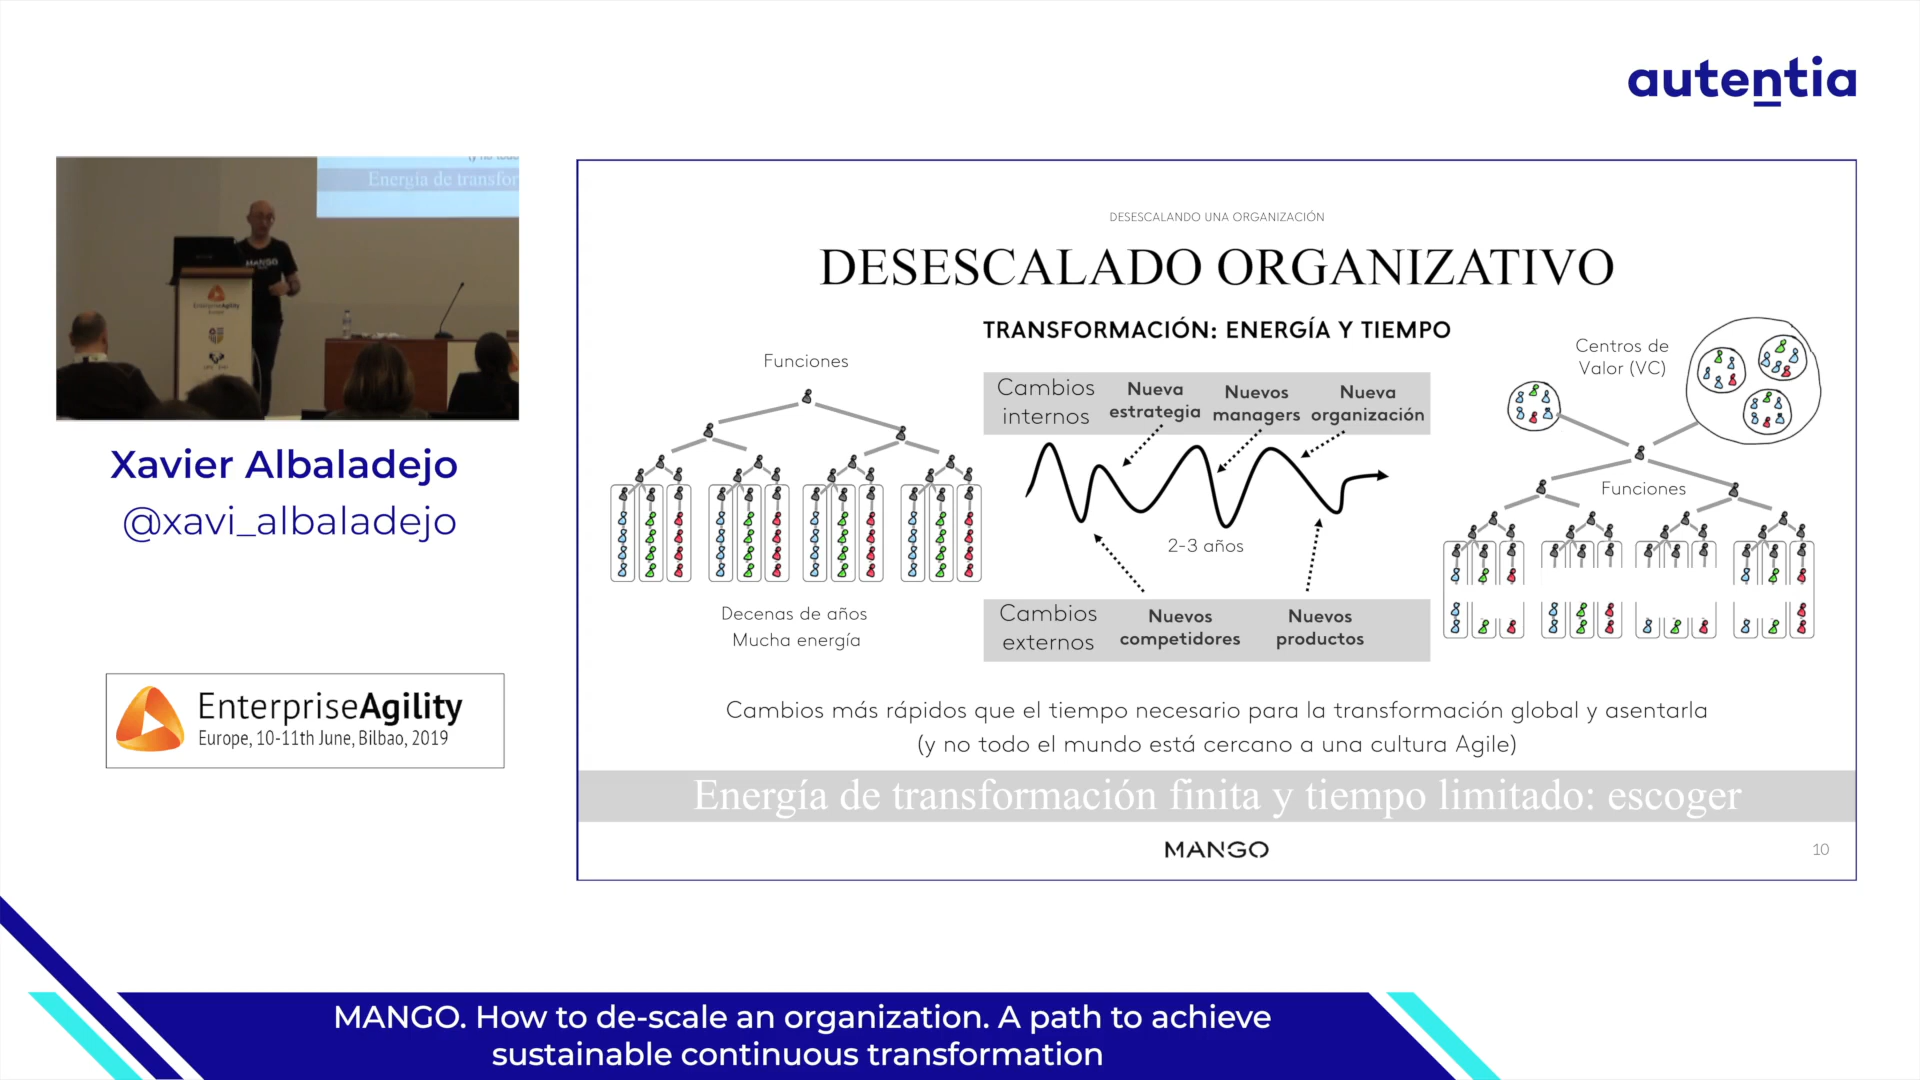 autentia
(y no todo
Energía de transfor
MANGO
EnterpriseAgility
Xavier Albaladejo
@xavi_albaladejo
EnterpriseAgility
Europe, 10-11th June, Bilbao, 2019
DESESCALANDO UNA ORGANIZACIÓN
DESESCALADO ORGANIZATIVO
TRANSFORMACIÓN: ENERGÍA Y TIEMPO
Funciones
Decenas de años
Mucha energía
Cambios
internos
Nueva
estrategia
Nuevos
managers
Nueva
organización
2-3 años
Cambios
externos
Nuevos
competidores
Nuevos
productos
Centros de
Valor (VC)
Funciones
Cambios más rápidos que el tiempo necesario para la transformación global y asentarla
(y no todo el mundo está cercano a una cultura Agile)
Energía de transformación finita y tiempo limitado: escoger
MANGO
10
MANGO. How to de-scale an organization. A path to achieve
sustainable continuous transformation